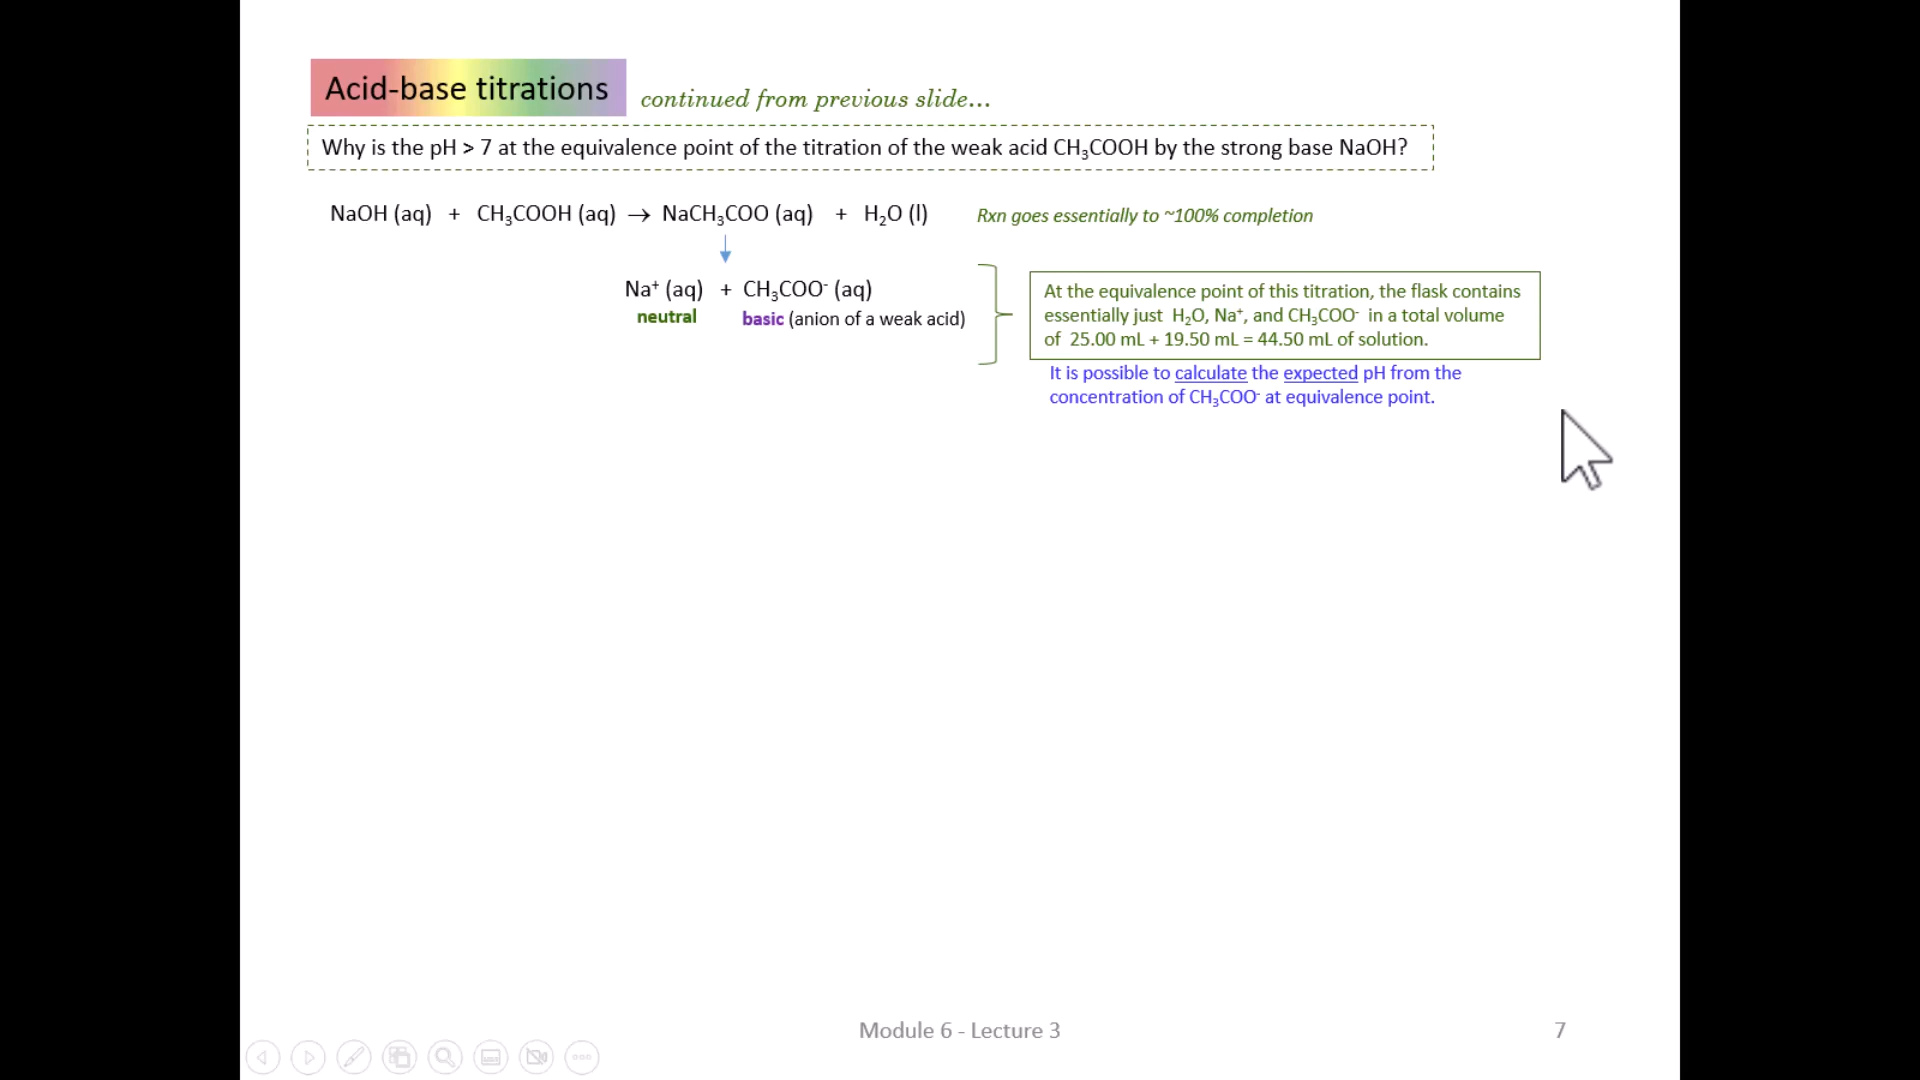 Acid-base titrations continued from previous slide...
Why is the pH > 7 at the equivalence point of the titration of the weak acid CH₃COOH by the strong base NaOH?
NaOH (aq) + CH₃COOH (aq) → NaCH₃COO (aq) + H₂O (l) Rxn goes essentially to ~100% completion
Na⁺ (aq) + CH₃COO⁻ (aq)
neutral basic (anion of a weak acid)
At the equivalence point of this titration, the flask contains
essentially just H₂O, Na⁺, and CH₃COO⁻ in a total volume
of 25.00 mL + 19.50 mL = 44.50 mL of solution.
It is possible to calculate the expected pH from the
concentration of CH₃COO⁻ at equivalence point.
Module 6 - Lecture 3 7